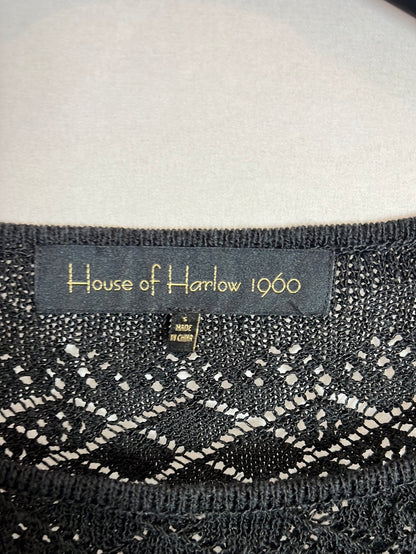 House of Harlow 1960
S
MADE
IN CHINA